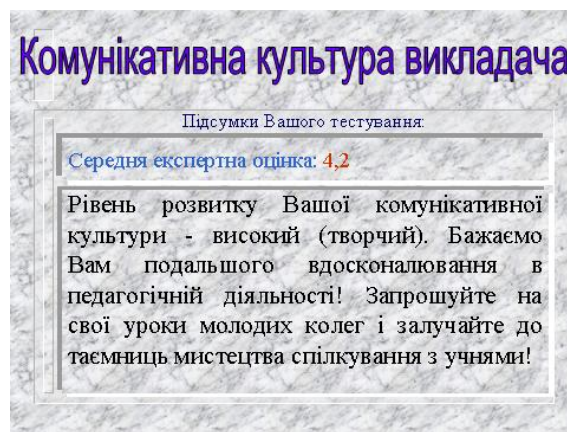 Комунікативна культура викладача
Підсумки Вашого тестування:
Середня експертна оцінка: 4,2
Рівень розвитку Вашої комунікативної
культури - високий (творчий). Бажаємо
Вам подальшого вдосконалювання в
педагогічній діяльності! Запрошуйте на
свої уроки молодих колег і залучайте до
таємниць мистецтва спілкування з учнями!